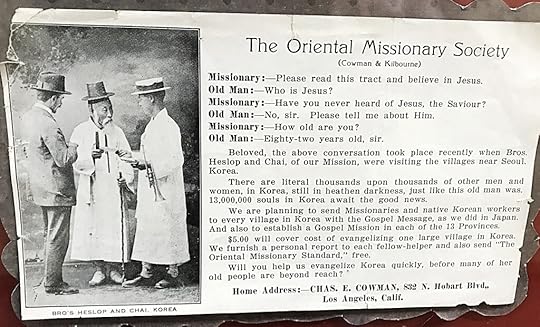 The Oriental Missionary Society
(Cowman & Kilbourne)
Missionary:—Please read this tract and believe in Jesus.
Old Man:—Who is Jesus?
Missionary:—Have you never heard of Jesus, the Saviour?
Old Man:—No, sir. Please tell me about Him.
Missionary:—How old are you?
Old Man:—Eighty-two years old, sir.
Beloved, the above conversation took place recently when Bros.
Heslop and Chai, of our Mission, were visiting the villages near Seoul.
Korea.
There are literal thousands upon thousands of other men and
women, in Korea, still in heathen darkness, just like this old man was.
13,000,000 souls in Korea await the good news.
We are planning to send Missionaries and native Korean workers
to every village in Korea with the Gospel Message, as we did in Japan.
And also to establish a Gospel Mission in each of the 13 Provinces.
$5.00 will cover cost of evangelizing one large village in Korea.
We furnish a personal report to each fellow-helper and also send "The
Oriental Missionary Standard," free.
Will you help us evangelize Korea quickly, before many of her
old people are beyond reach?
Home Address:—CHAS. E. COWMAN, 832 N. Hobart Blvd.,
Los Angeles, Calif.
BRO'S HESLOP AND CHAI, KOREA